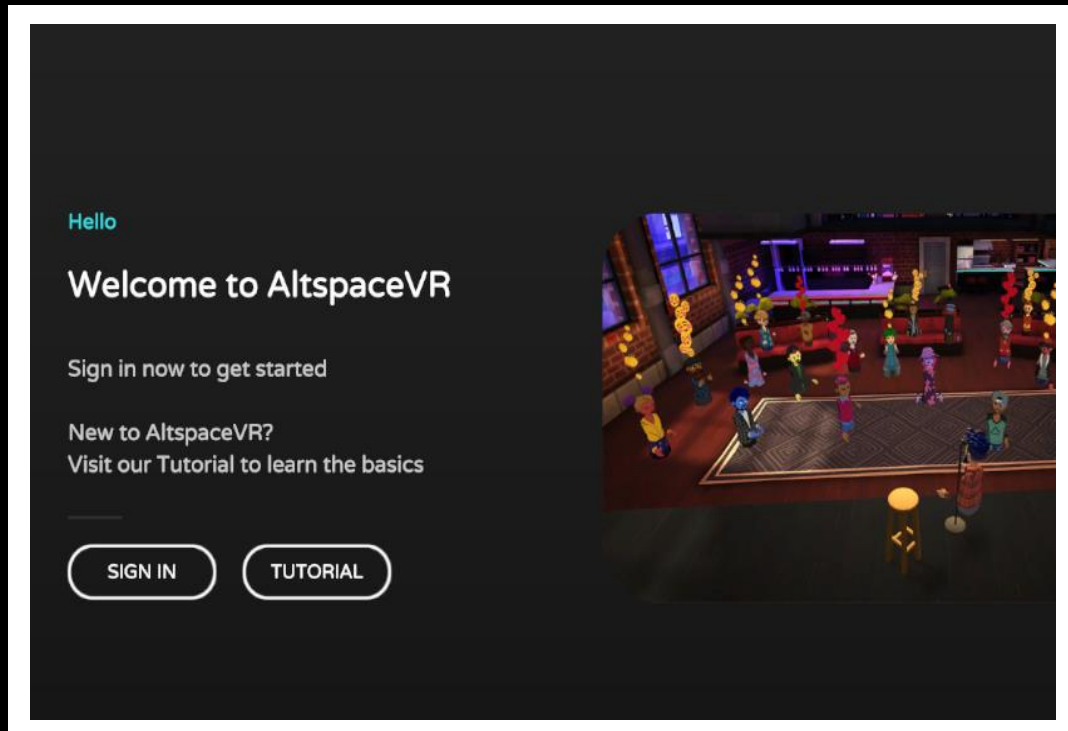 Hello
Welcome to AltspaceVR
Sign in now to get started
New to AltspaceVR?
Visit our Tutorial to learn the basics
SIGN IN
TUTORIAL